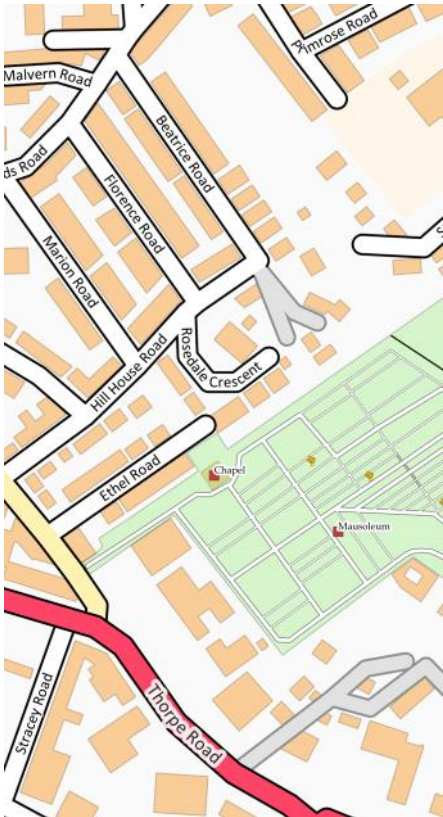 Primrose Road
Malvern Road
Beatrice Road
ds Road
Florence Road
Marion Road
Rosedale Crescent
Hill House Road
Chapel
Ethel Road
Mausoleum
Thorpe Road
Stracey Road